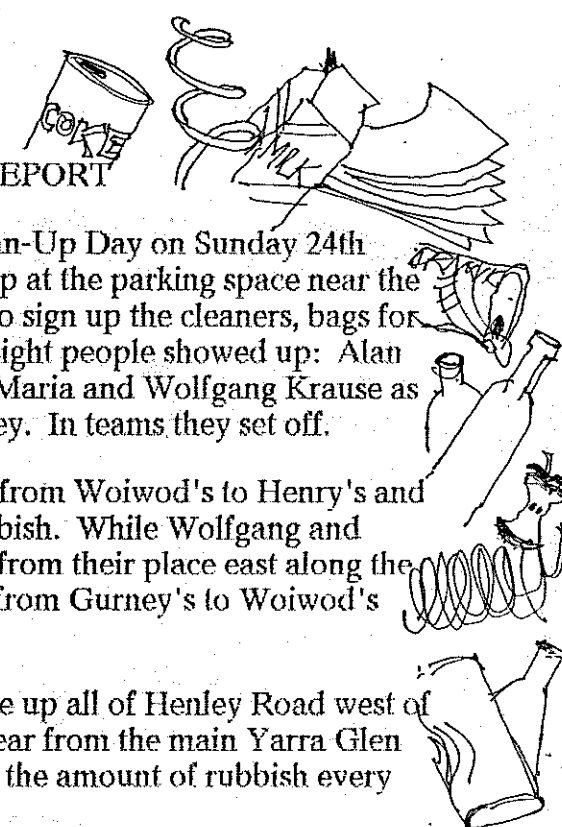 COKE
MILK
EPORT
n-Up Day on Sunday 24th
p at the parking space near the
o sign up the cleaners, bags for
ight people showed up: Alan
Maria and Wolfgang Krause as
ey. In teams they set off.
from Woiwod's to Henry's and
bish. While Wolfgang and
from their place east along the
from Gurney's to Woiwod's
e up all of Henley Road west of
ear from the main Yarra Glen
the amount of rubbish every